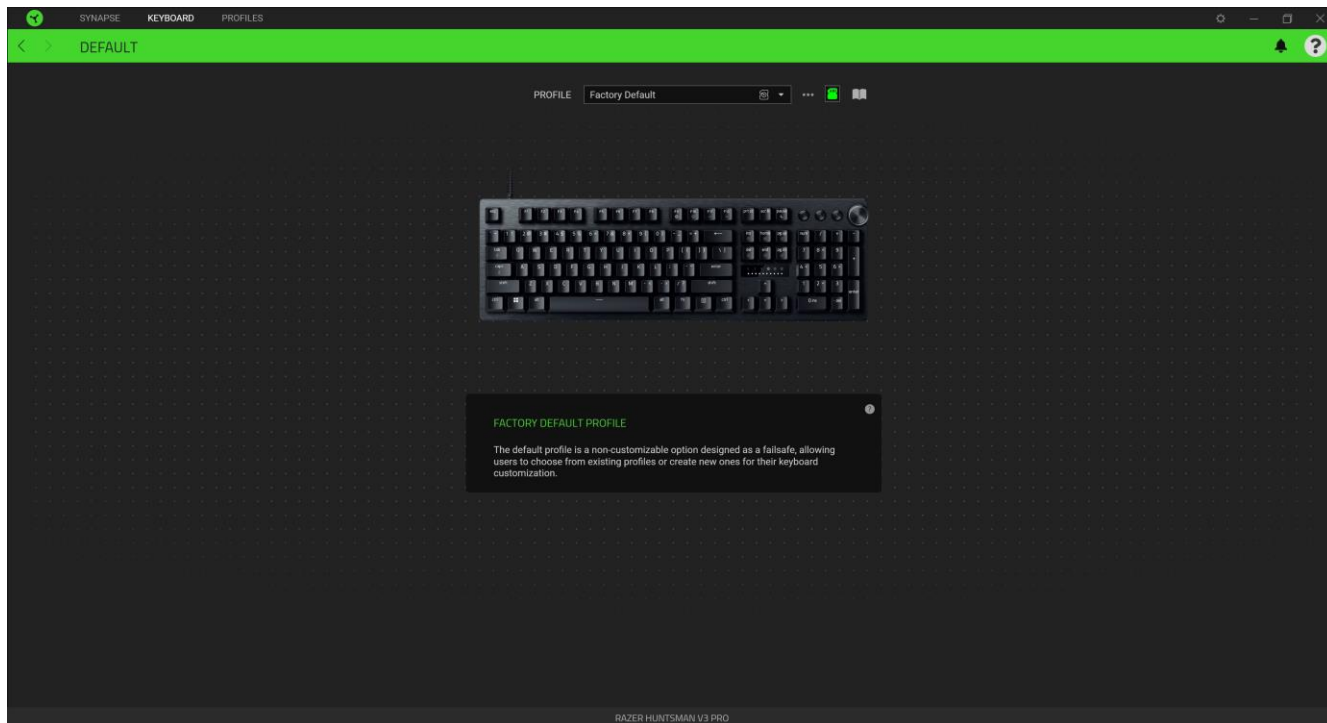 SYNAPSE KEYBOARD PROFILES
DEFAULT
PROFILE Factory Default
FACTORY DEFAULT PROFILE
The default profile is a non-customizable option designed as a failsafe, allowing
users to choose from existing profiles or create new ones for their keyboard
customization.
RAZER HUNTSMAN V3 PRO